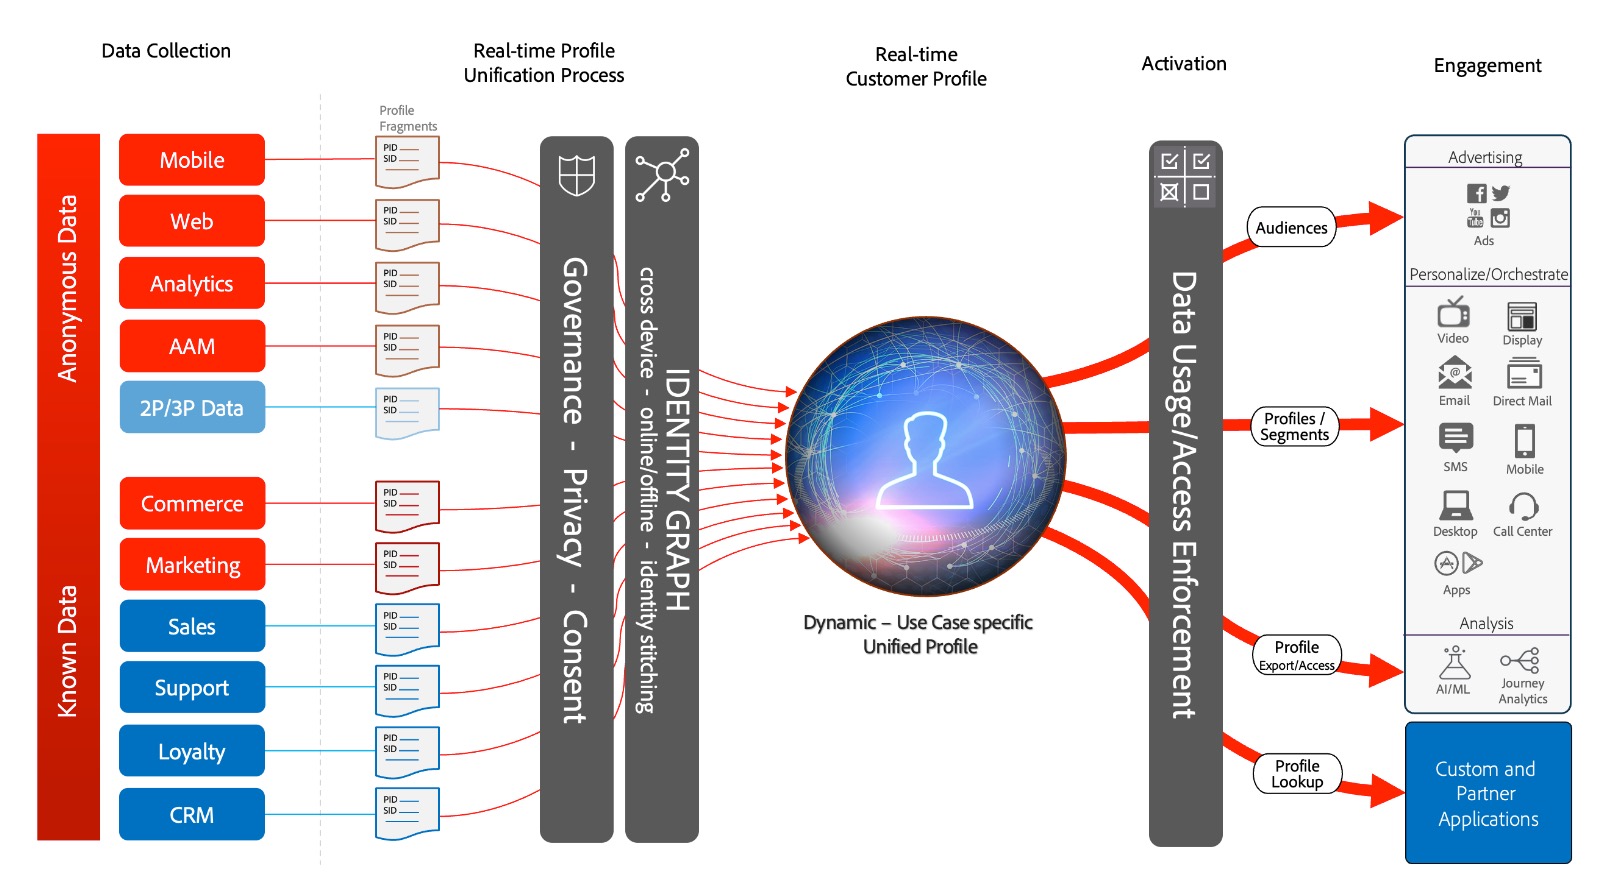 Data Collection
Real-time Profile
Unification Process
Real-time
Customer Profile
Activation
Engagement
Profile
Fragments
Anonymous Data
Known Data
Mobile
Web
Analytics
AAM
2P/3P Data
Commerce
Marketing
Sales
Support
Loyalty
CRM
PID
SID
PID
SID
PID
SID
PID
SID
PID
SID
PID
SID
PID
SID
PID
SID
PID
SID
PID
SID
PID
SID
Governance - Privacy - Consent
IDENTITY GRAPH
cross device - online/offline - identity stitching
Dynamic – Use Case specific
Unified Profile
Data Usage/Access Enforcement
Audiences
Profiles /
Segments
Profile
Export/Access
Profile
Lookup
Advertising
You
Tube
Ads
Personalize/Orchestrate
Video
Display
@
Email
Direct Mail
SMS
Mobile
Desktop
Call Center
Apps
Analysis
AI/ML
Journey
Analytics
Custom and
Partner
Applications